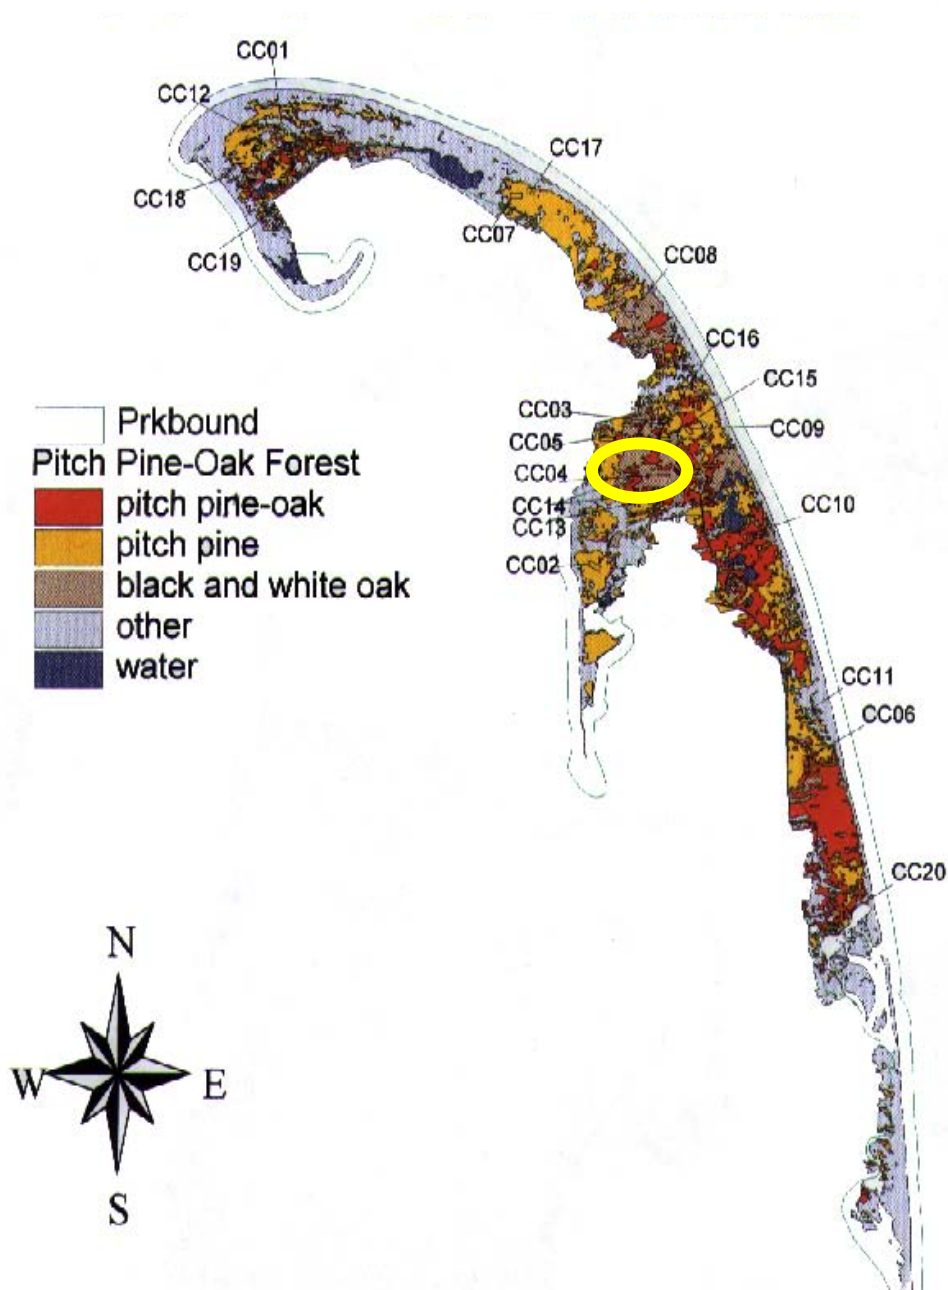 CC01
CC12
CC17
CC18
CC07
CC19
CC08
CC16
CC15
CC03
CC09
CC05
CC04
CC14
CC10
CC13
CC02
CC11
CC06
CC20
Prkbound
Pitch Pine-Oak Forest
pitch pine-oak
pitch pine
black and white oak
other
water
N
W E
S